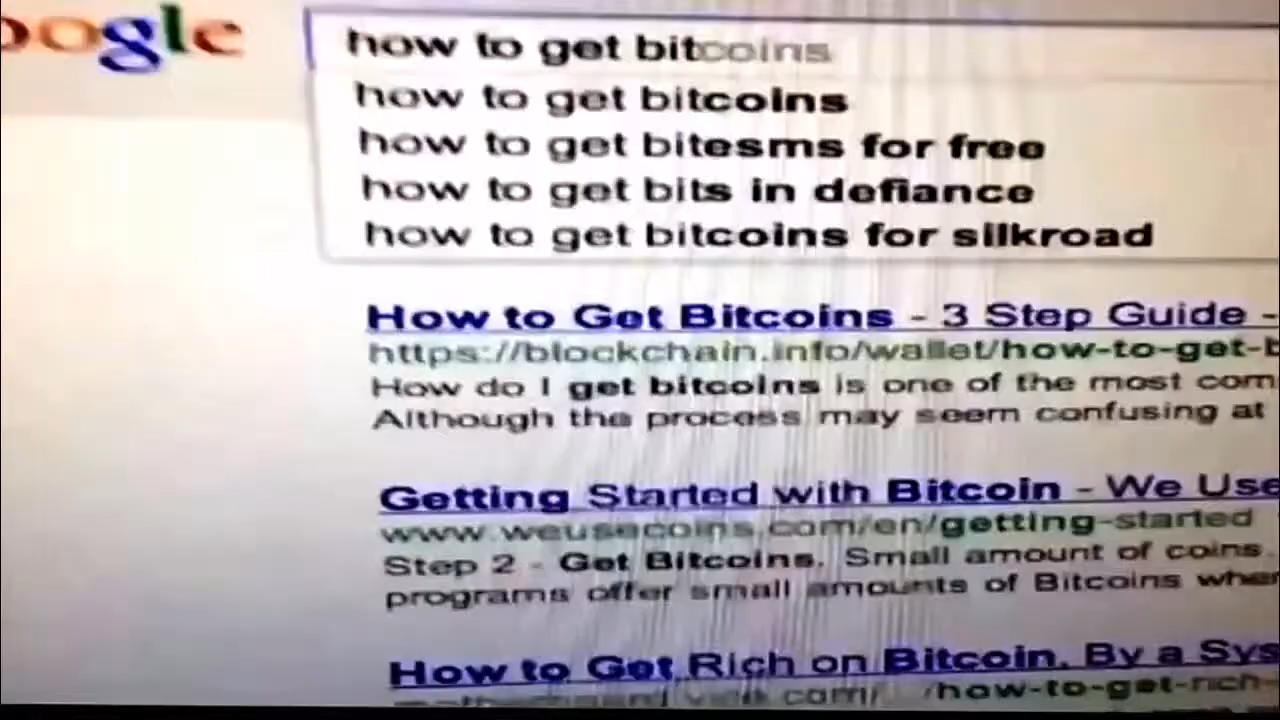 oogle
how to get bitcoins
how to get bitcoins
how to get bitesms for free
how to get bits in defiance
how to get bitcoins for silkroad
How to Get Bitcoins - 3 Step Guide -
https://blockchain.info/wallet/how-to-get-b
How do I get bitcoins is one of the most com
Although the process may seem confusing at
Getting Started with Bitcoin - We Use
www.weusecoins.com/en/getting-started
Step 2 - Get Bitcoins. Small amount of coins.
programs offer small amounts of Bitcoins wher
How to Get Rich on Bitcoin, By a Sys
/how-to-get-rich-